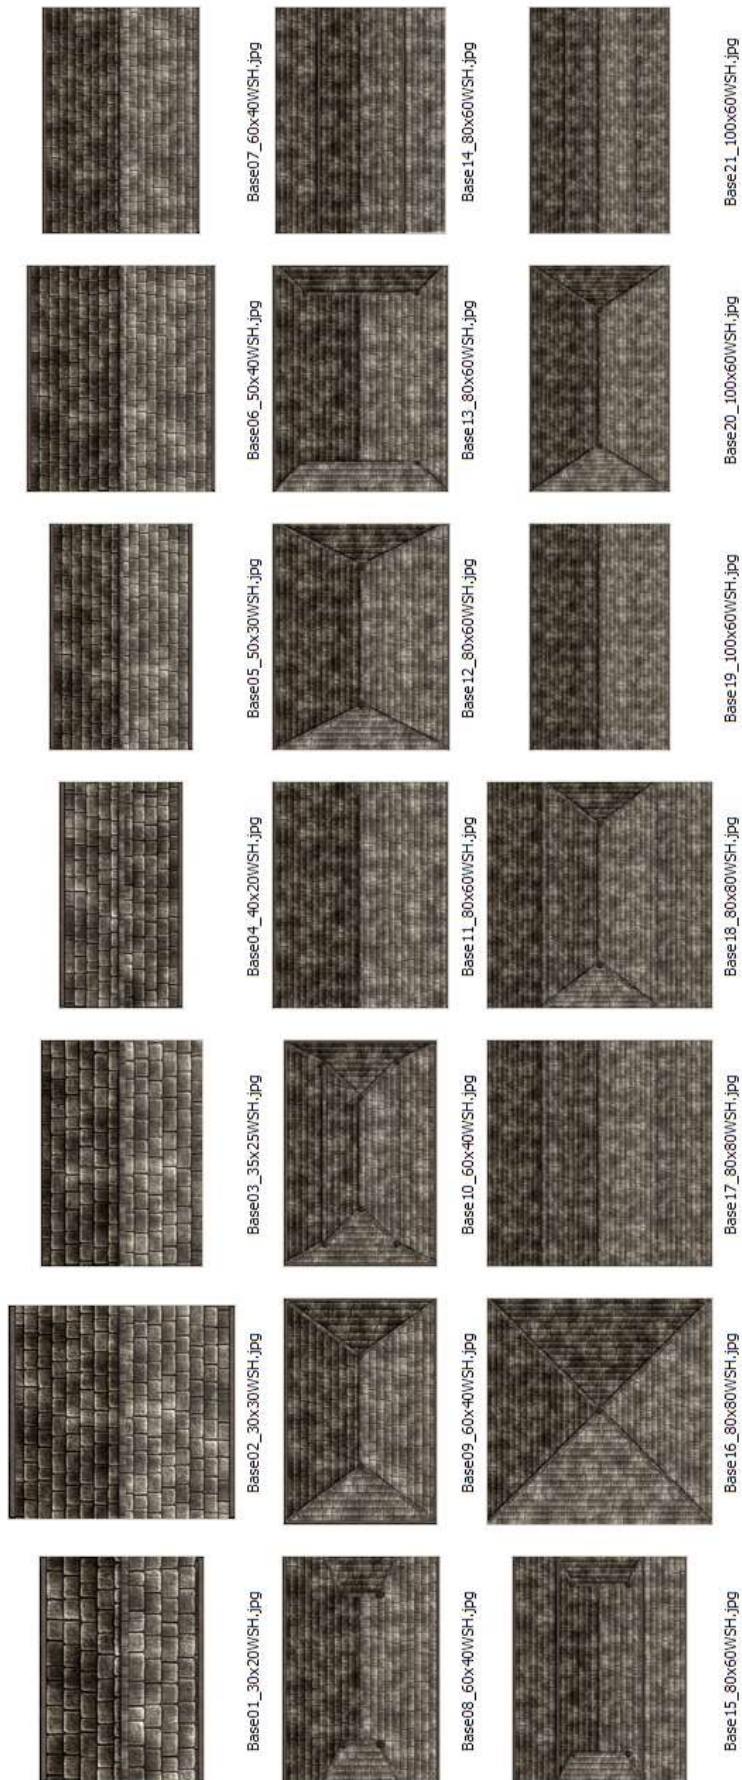 Base01_30x20WSH.jpg
Base02_30x30WSH.jpg
Base03_35x25WSH.jpg
Base04_40x20WSH.jpg
Base05_50x30WSH.jpg
Base06_50x40WSH.jpg
Base07_60x40WSH.jpg
Base08_60x40WSH.jpg
Base09_60x40WSH.jpg
Base10_60x40WSH.jpg
Base11_80x60WSH.jpg
Base12_80x60WSH.jpg
Base13_80x60WSH.jpg
Base14_80x60WSH.jpg
Base15_80x60WSH.jpg
Base16_80x80WSH.jpg
Base17_80x80WSH.jpg
Base18_80x80WSH.jpg
Base19_100x60WSH.jpg
Base20_100x60WSH.jpg
Base21_100x60WSH.jpg